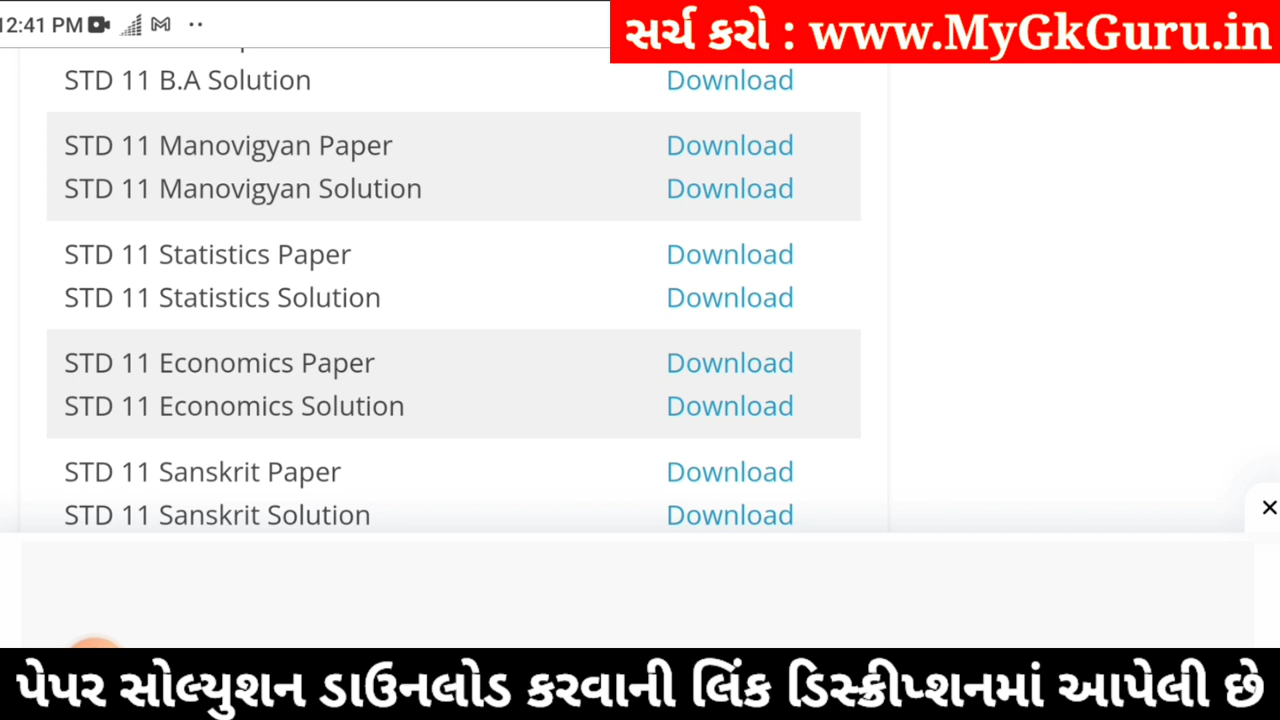 12:41 PM
સર્ચ કરો : www.MyGkGuru.in
STD 11 B.A Solution Download
STD 11 Manovigyan Paper Download
STD 11 Manovigyan Solution Download
STD 11 Statistics Paper Download
STD 11 Statistics Solution Download
STD 11 Economics Paper Download
STD 11 Economics Solution Download
STD 11 Sanskrit Paper Download
STD 11 Sanskrit Solution Download
પેપર સોલ્યુશન ડાઉનલોડ કરવાની લિંક ડિસ્ક્રીપ્શનમાં આપેલી છે